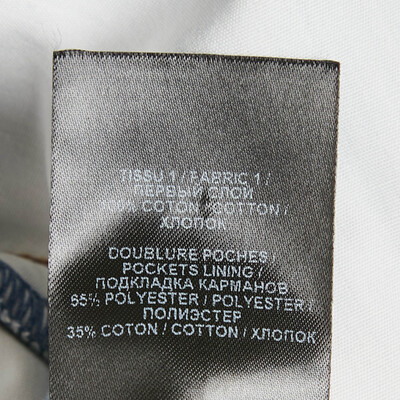 TISSU 1 / FABRIC 1 /
ПЕРВЫЙ СЛОЙ
100% COTON / COTTON /
ХЛОПОК
DOUBLURE POCHES /
POCKETS LINING /
ПОДКЛАДКА КАРМАНОВ
65% POLYESTER / POLYESTER /
ПОЛИЭСТЕР
35% COTON / COTTON / ХЛОПОК